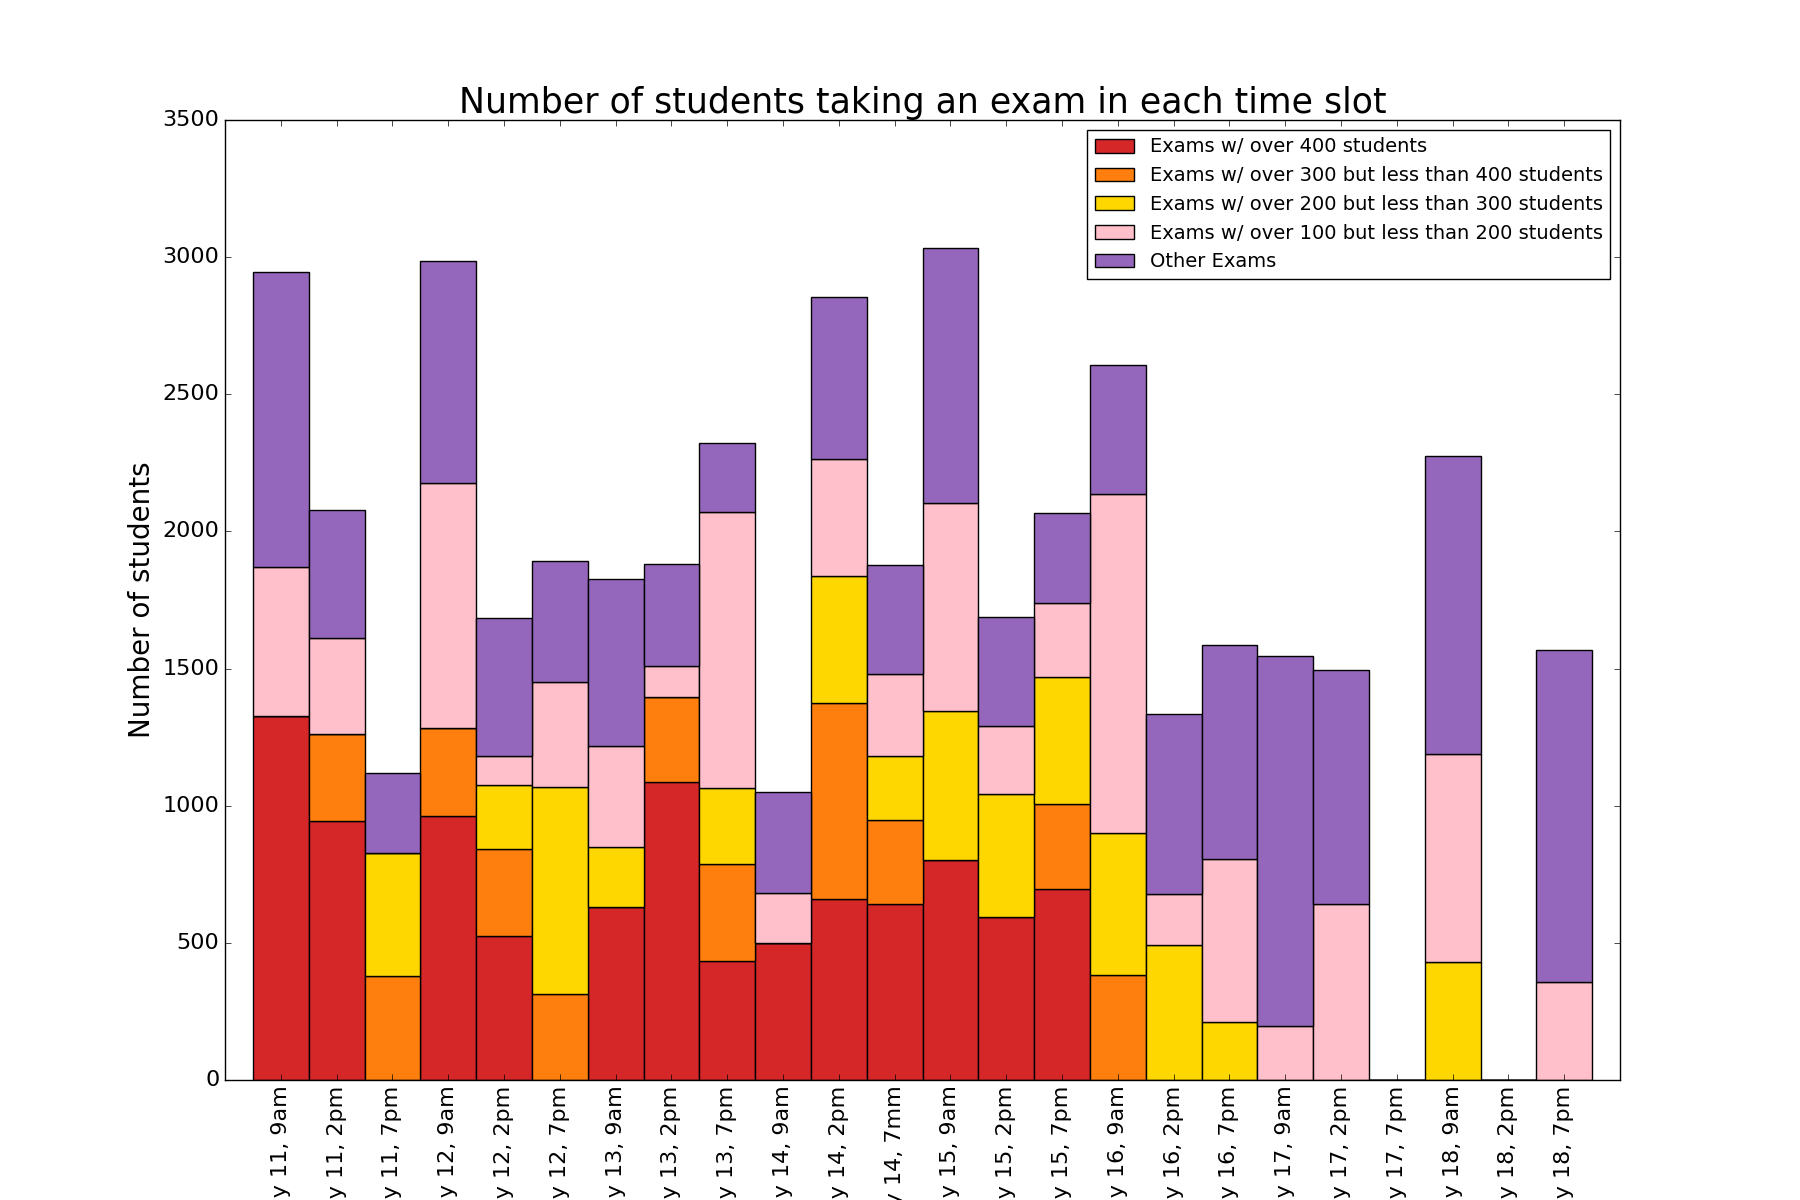 Number of students taking an exam in each time slot
Exams w/ over 400 students
Exams w/ over 300 but less than 400 students
Exams w/ over 200 but less than 300 students
Exams w/ over 100 but less than 200 students
Other Exams
Number of students
3500
3000
2500
2000
1500
1000
500
0
y 11, 9am
y 11, 2pm
y 11, 7pm
y 12, 9am
y 12, 2pm
y 12, 7pm
y 13, 9am
y 13, 2pm
y 13, 7pm
y 14, 9am
y 14, 2pm
y 14, 7mm
y 15, 9am
y 15, 2pm
y 15, 7pm
y 16, 9am
y 16, 2pm
y 16, 7pm
y 17, 9am
y 17, 2pm
y 17, 7pm
y 18, 9am
y 18, 2pm
y 18, 7pm